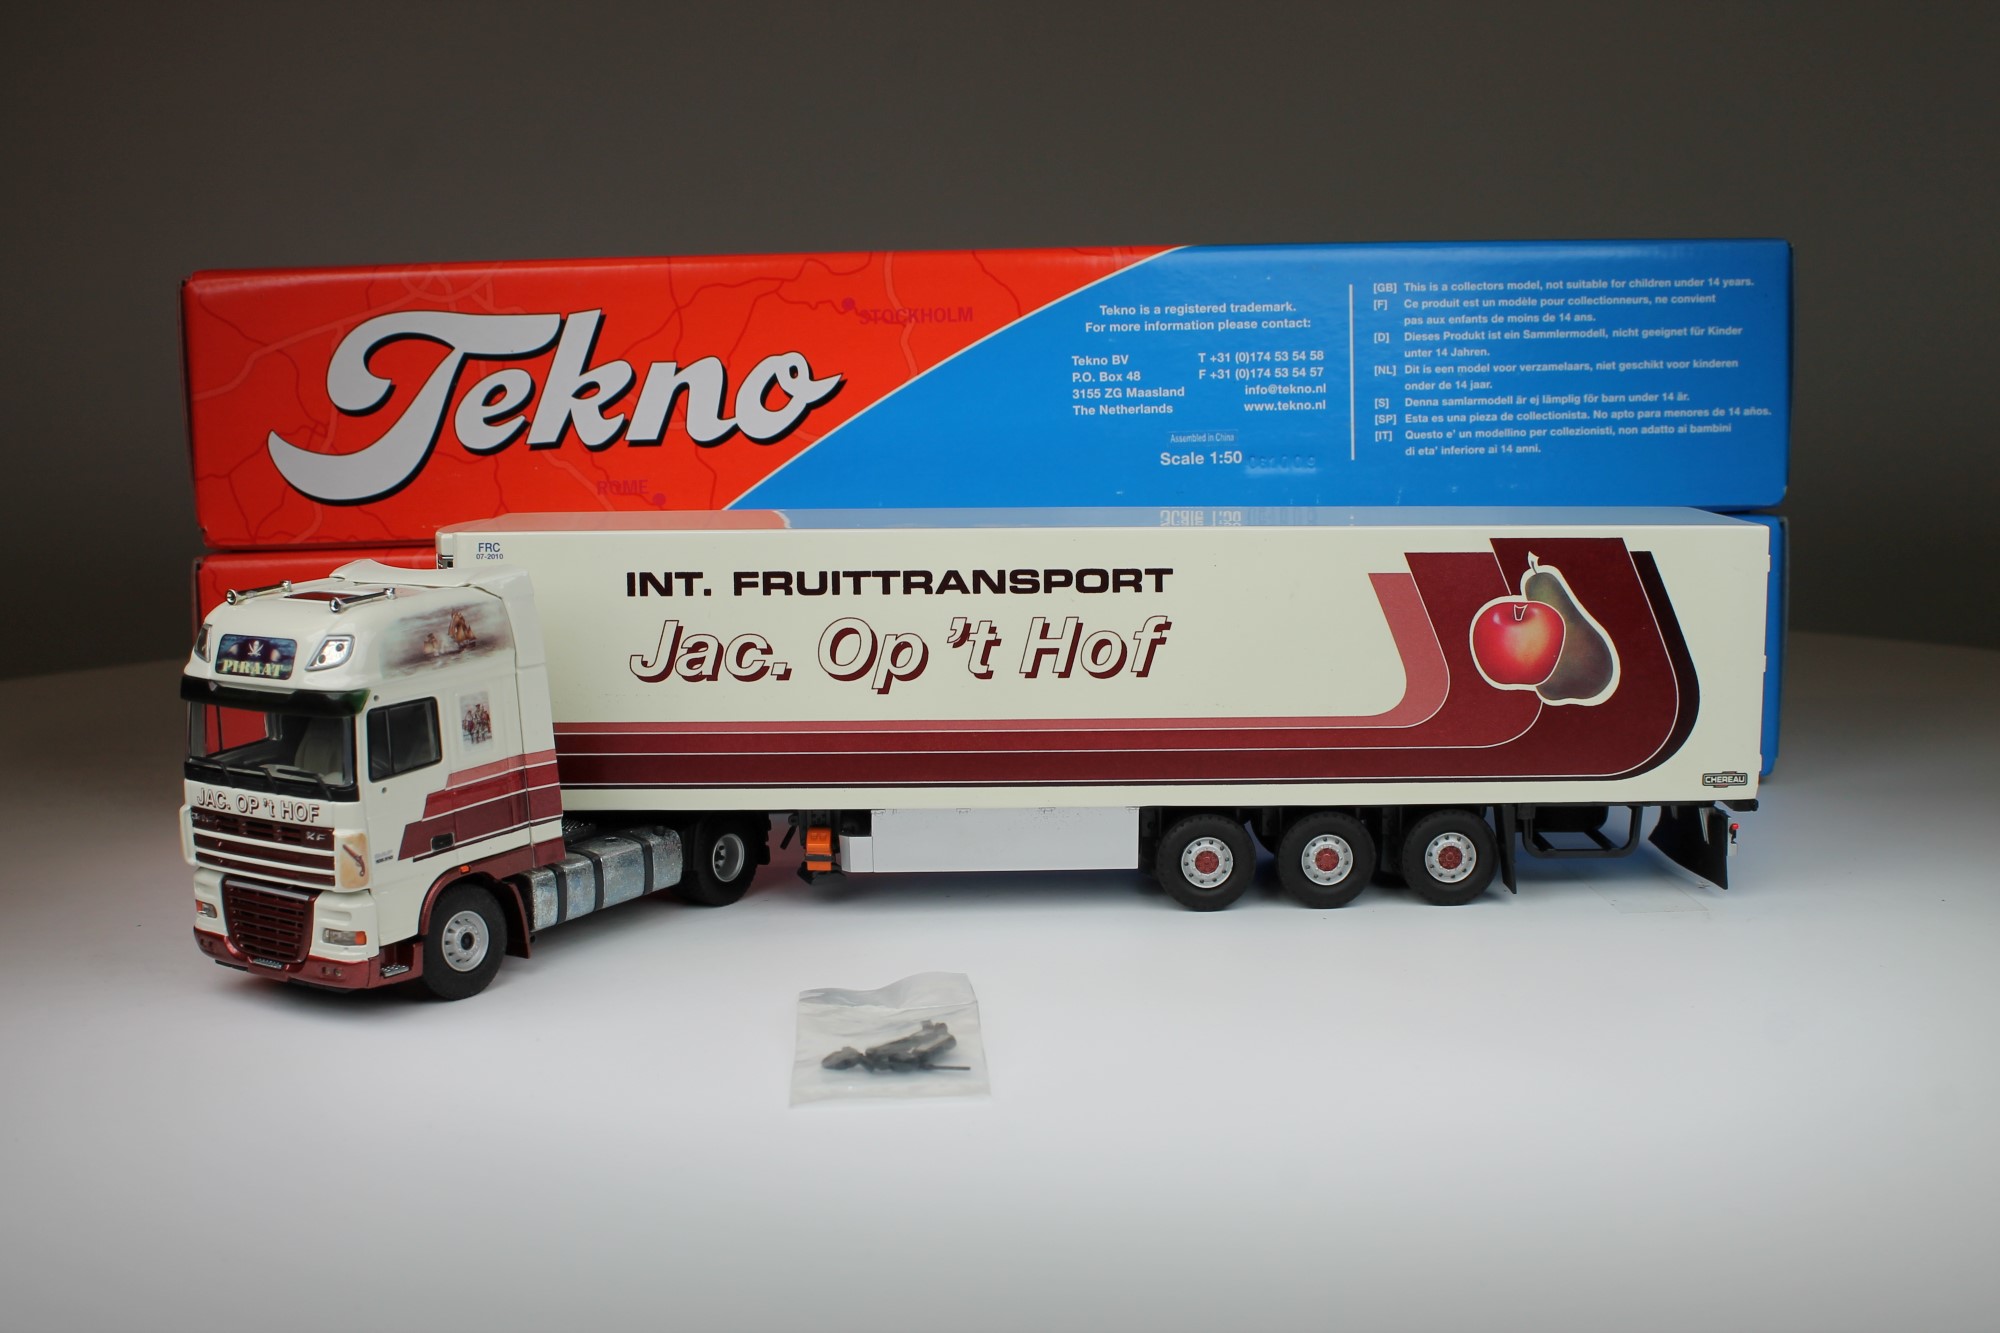 Tekno
STOCKHOLM
ROME
Tekno is a registered trademark.
For more information please contact:
Tekno BV
P.O. Box 48
3155 ZG Maasland
The Netherlands
T +31 (0)174 53 54 58
F +31 (0)174 53 54 57
info@tekno.nl
www.tekno.nl
Assembled in China
Scale 1:50
[GB] This is a collectors model, not suitable for children under 14 years.
[F] Ce produit est un modèle pour collectionneurs, ne convient
pas aux enfants de moins de 14 ans.
[D] Dieses Produkt ist ein Sammlermodell, nicht geeignet für Kinder
unter 14 Jahren.
[NL] Dit is een model voor verzamelaars, niet geschikt voor kinderen
onder de 14 jaar.
[S] Denna samlarmodell är ej lämplig för barn under 14 år.
[SP] Esta es una pieza de collectionista. No apto para menores de 14 años.
[IT] Questo e' un modellino per collezionisti, non adatto ai bambini
di eta' inferiore ai 14 anni.
FRC
07-2010
INT. FRUITTRANSPORT
Jac. Op 't Hof
CHEREAU
PIRAAT
JAC. OP 't HOF
XF